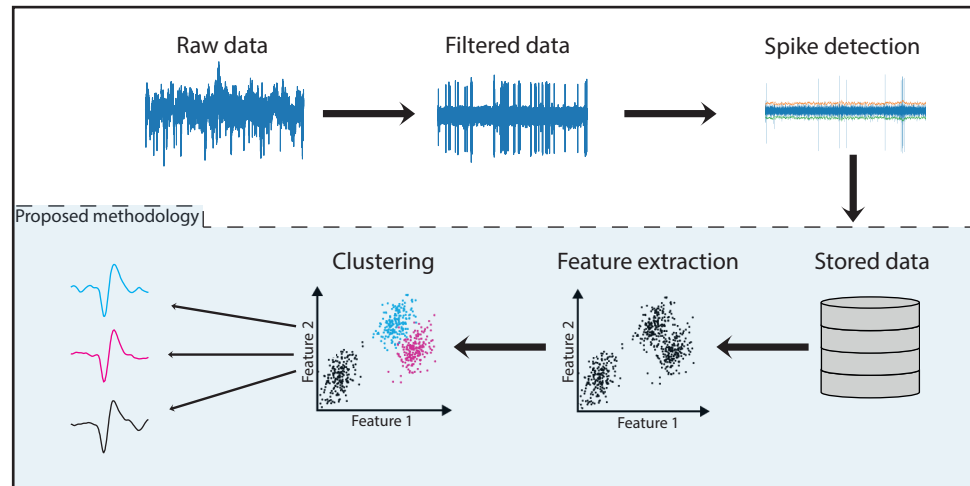 Raw data
Filtered data
Spike detection
Proposed methodology
Clustering
Feature extraction
Stored data
Feature 2
Feature 1
Feature 2
Feature 1